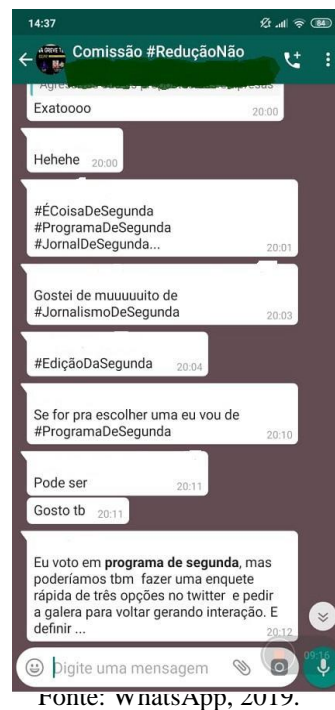 14:37
84
Comissão #ReduçãoNão
Exatoooo
20:00
Hehehe 20:00
#ÉCoisaDeSegunda
#ProgramaDeSegunda
#JornalDeSegunda...
20:01
Gostei de muuuuuito de
#JornalismoDeSegunda
20:03
#EdiçãoDaSegunda 20:04
Se for pra escolher uma eu vou de
#ProgramaDeSegunda
20:10
Pode ser
20:11
Gosto tb 20:11
Eu voto em programa de segunda, mas
poderíamos tbm fazer uma enquete
rápida de três opções no twitter e pedir
a galera para voltar gerando interação. E
definir ...
20:12
09:16
Digite uma mensagem
Fonte: WhatsApp, 2019.